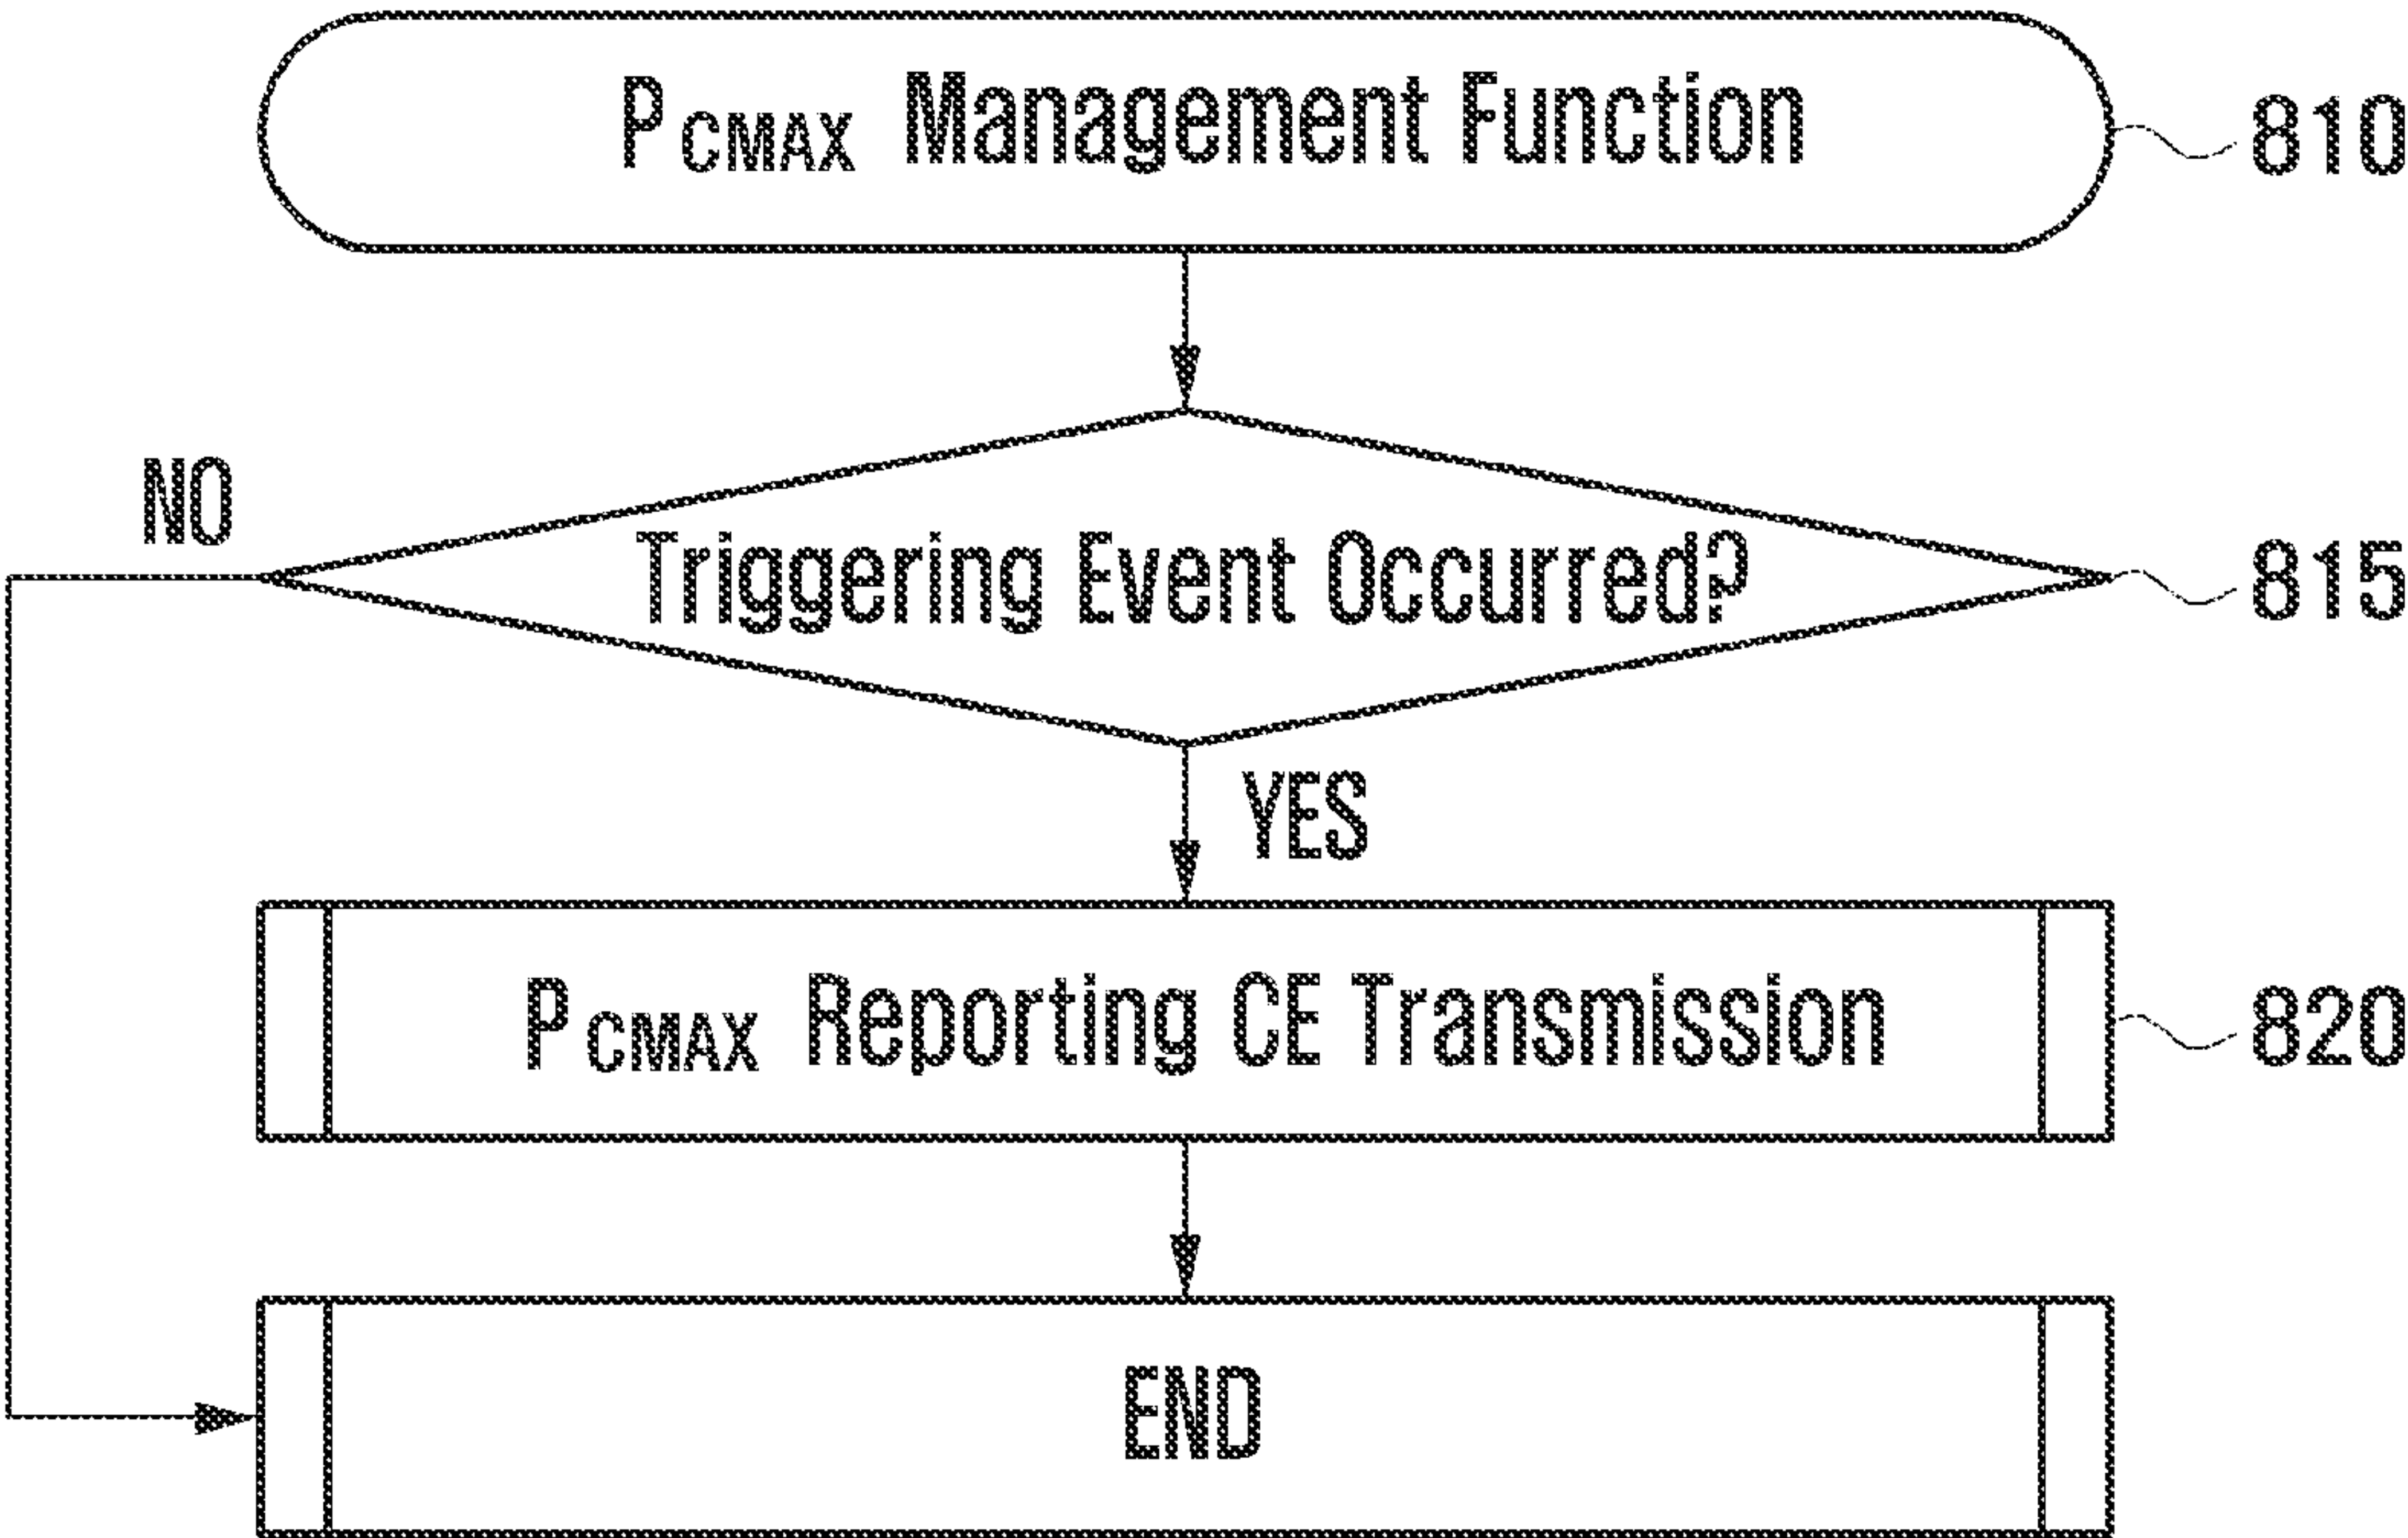 PCMAX Management Function
810
NO
Triggering Event Occurred?
815
YES
PCMAX Reporting CE Transmission
820
END